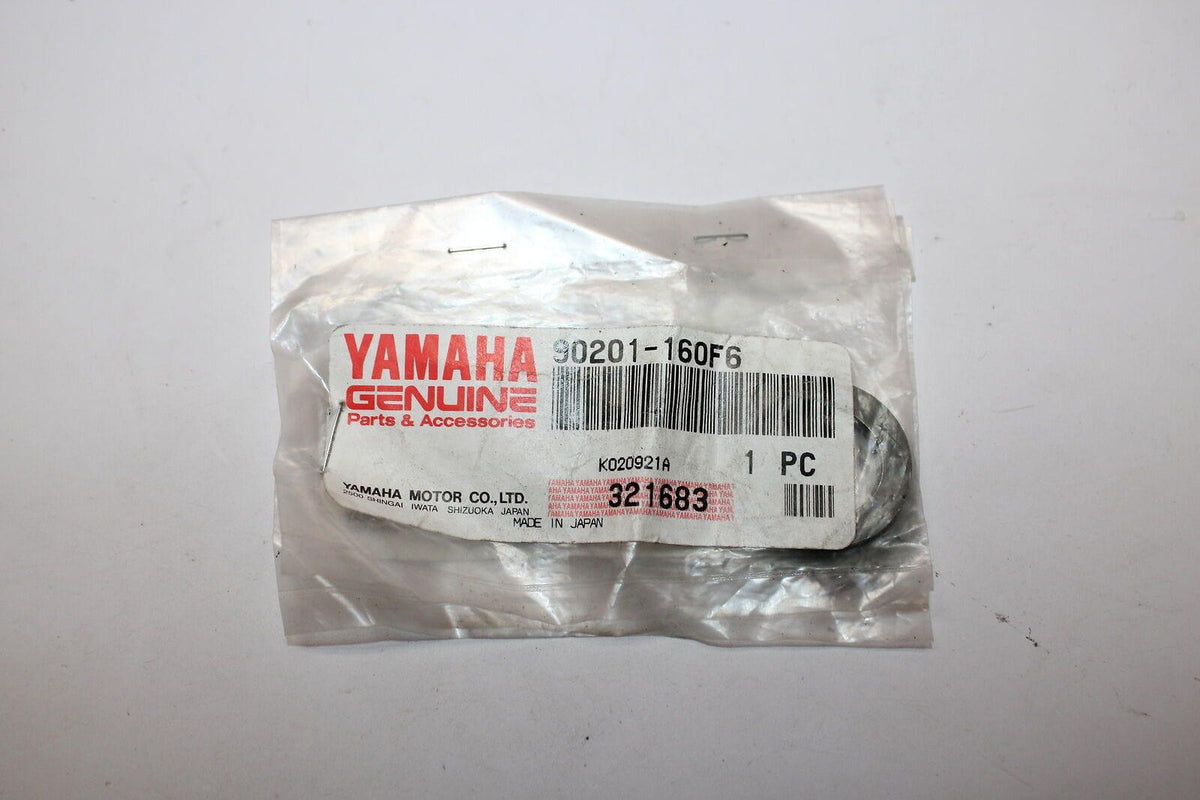 YAMAHA 90201-160F6
GENUINE
Parts & Accessories
K020921A 1 PC
YAMAHA MOTOR CO.,LTD. 321683
2500 SHINGAI IWATA SHIZUOKA JAPAN
MADE IN JAPAN